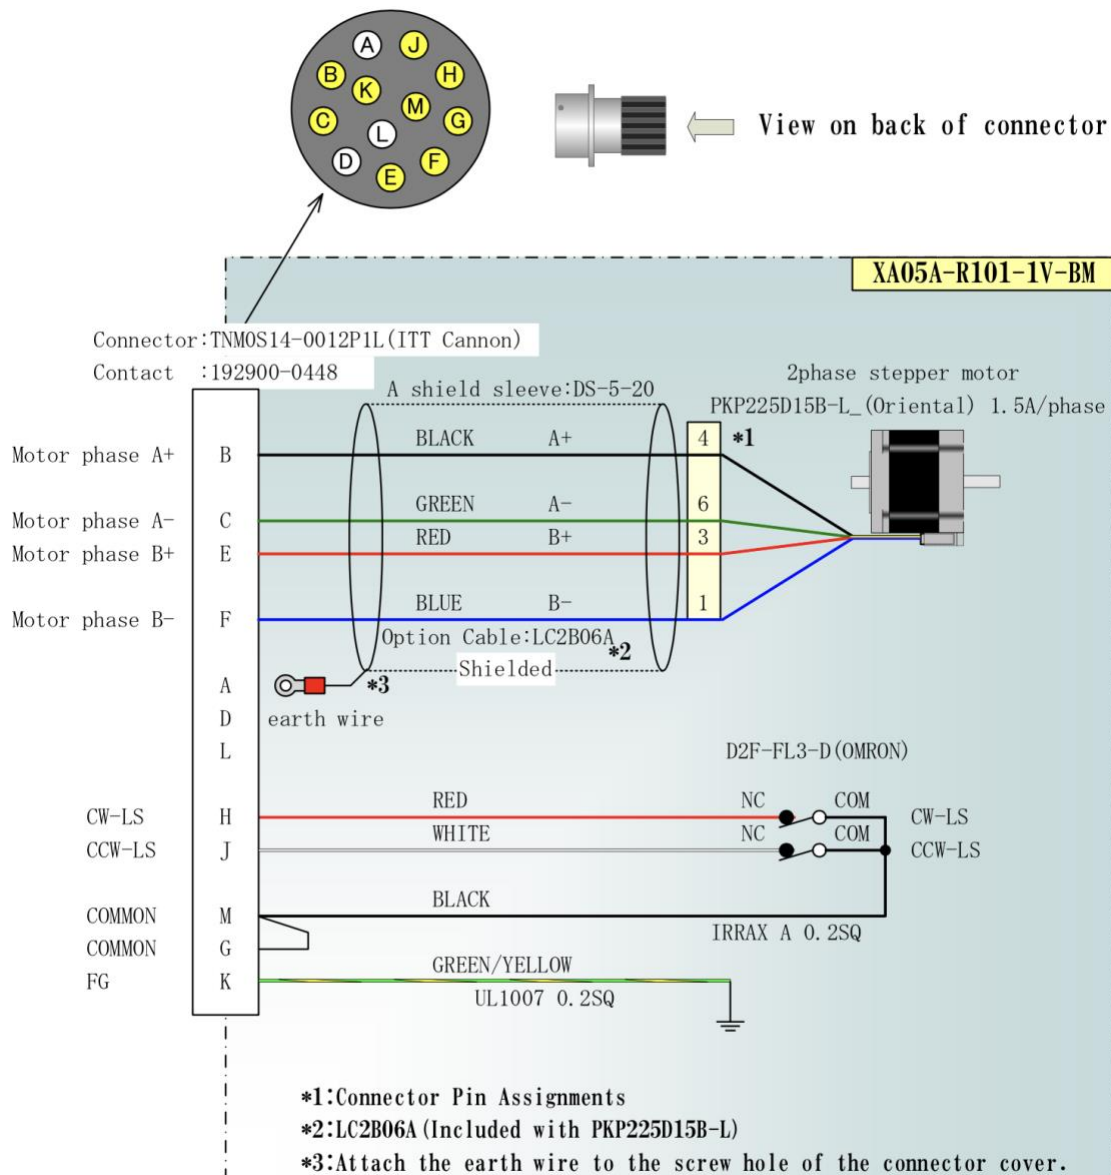 A J
B H
K
M
C G
L
D F
E
View on back of connector
XA05A-R101-1V-BM
Connector:TNM0S14-0012P1L(ITT Cannon)
Contact :192900-0448
2phase stepper motor
A shield sleeve:DS-5-20
PKP225D15B-L_(Oriental) 1.5A/phase
Motor phase A+ B BLACK A+ 4 *1
Motor phase A- C GREEN A- 6
Motor phase B+ E RED B+ 3
Motor phase B- F BLUE B- 1
Option Cable:LC2B06A *2
Shielded
A *3
D earth wire
L D2F-FL3-D(OMRON)
CW-LS H RED NC COM CW-LS
CCW-LS J WHITE NC COM CCW-LS
COMMON M BLACK
IRRAX A 0.2SQ
COMMON G
FG K GREEN/YELLOW
UL1007 0.2SQ
*1:Connector Pin Assignments
*2:LC2B06A(Included with PKP225D15B-L)
*3:Attach the earth wire to the screw hole of the connector cover.